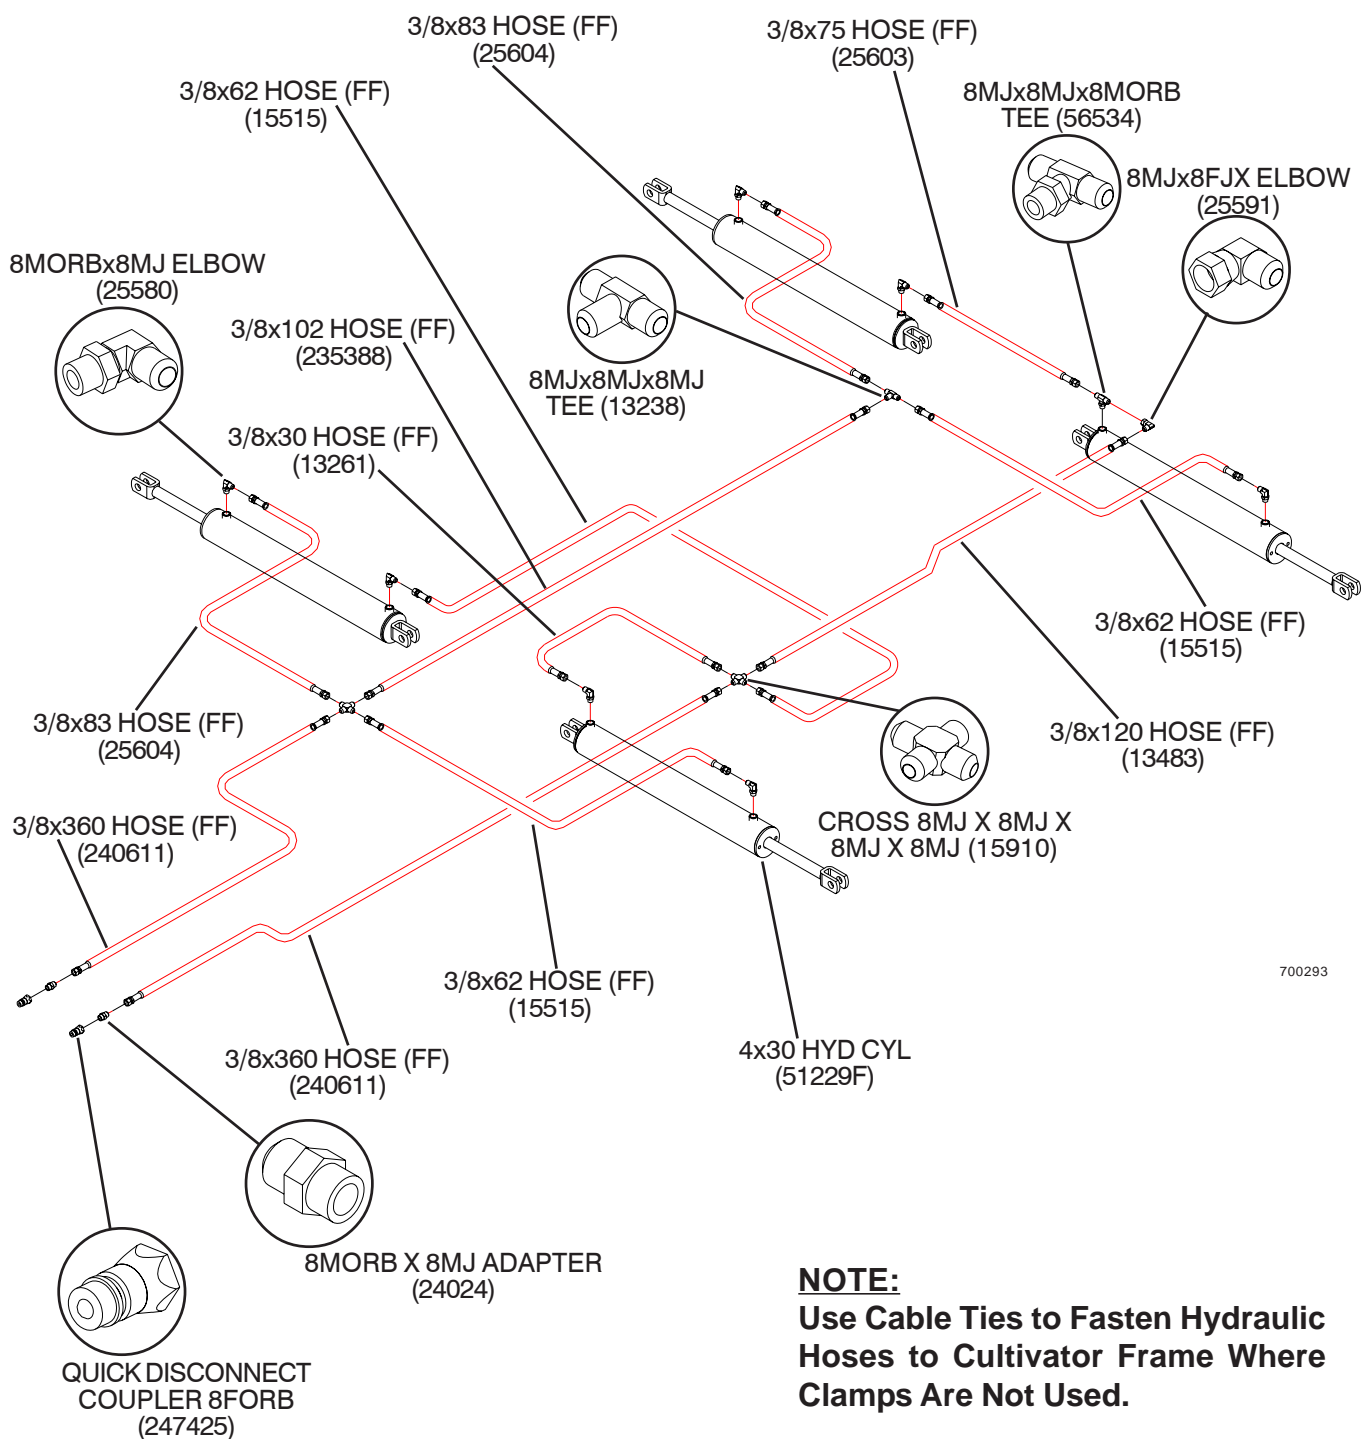 3/8x83 HOSE (FF)
(25604)
3/8x75 HOSE (FF)
(25603)
3/8x62 HOSE (FF)
(15515)
8MJx8MJx8MORB
TEE (56534)
8MJx8FJX ELBOW
(25591)
8MORBx8MJ ELBOW
(25580)
3/8x102 HOSE (FF)
(235388)
8MJx8MJx8MJ
TEE (13238)
3/8x30 HOSE (FF)
(13261)
3/8x62 HOSE (FF)
(15515)
3/8x83 HOSE (FF)
(25604)
3/8x120 HOSE (FF)
(13483)
3/8x360 HOSE (FF)
(240611)
CROSS 8MJ X 8MJ X
8MJ X 8MJ (15910)
3/8x62 HOSE (FF)
(15515)
700293
3/8x360 HOSE (FF)
(240611)
4x30 HYD CYL
(51229F)
8MORB X 8MJ ADAPTER
(24024)
QUICK DISCONNECT
COUPLER 8FORB
(247425)
NOTE:
Use Cable Ties to Fasten Hydraulic
Hoses to Cultivator Frame Where
Clamps Are Not Used.